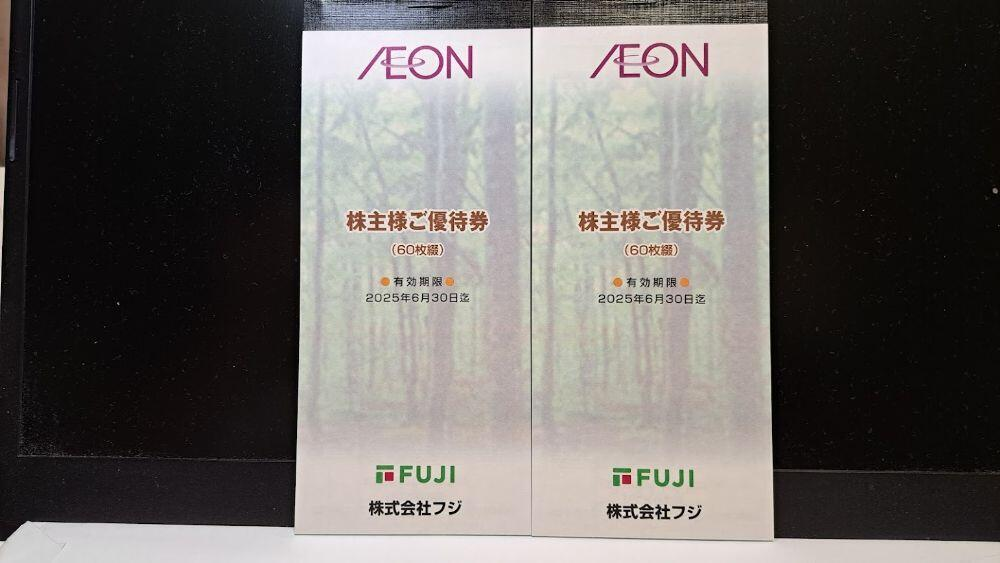 ÆON
株主様ご優待券
(60枚綴)
●有効期限●
2025年6月30日迄
FUJI
株式会社フジ
ÆON
株主様ご優待券
(60枚綴)
●有効期限●
2025年6月30日迄
FUJI
株式会社フジ